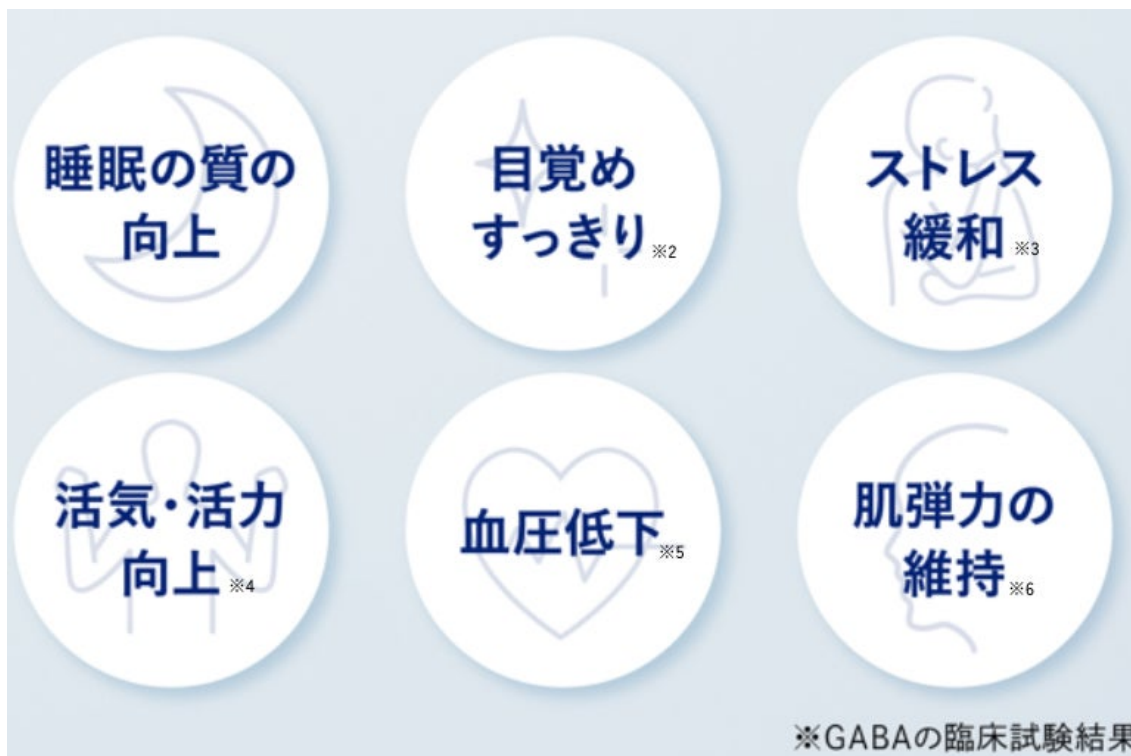 睡眠の質の
向上
目覚め
すっきり※2
ストレス
緩和※3
活気・活力
向上※4
血圧低下※5
肌弾力の
維持※6
※GABAの臨床試験結果